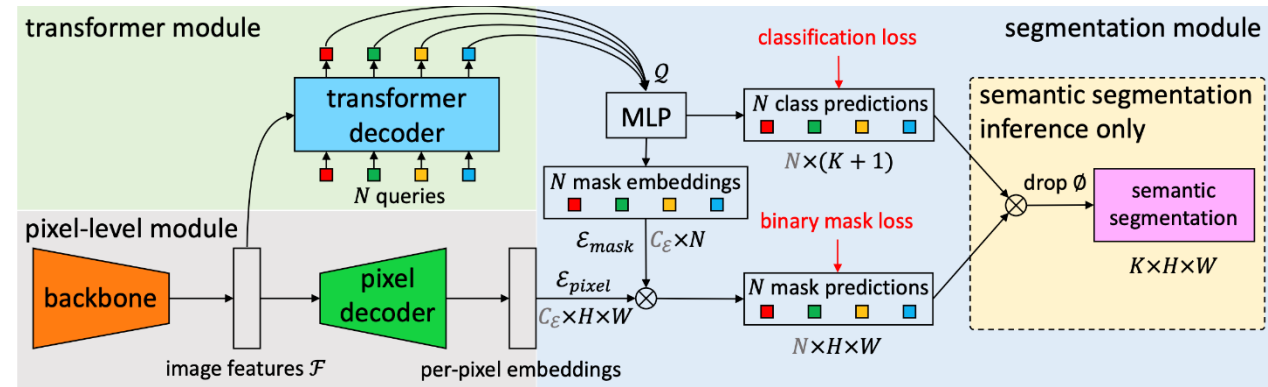 transformer module
transformer
decoder
N queries
pixel-level module
backbone
image features ℱ
pixel
decoder
per-pixel embeddings
segmentation module
𝒬
MLP
N mask embeddings
ℰ_mask C_ℰ×N
ℰ_pixel
C_ℰ×H×W
classification loss
N class predictions
N×(K + 1)
binary mask loss
N mask predictions
N×H×W
semantic segmentation
inference only
drop ∅
semantic
segmentation
K×H×W